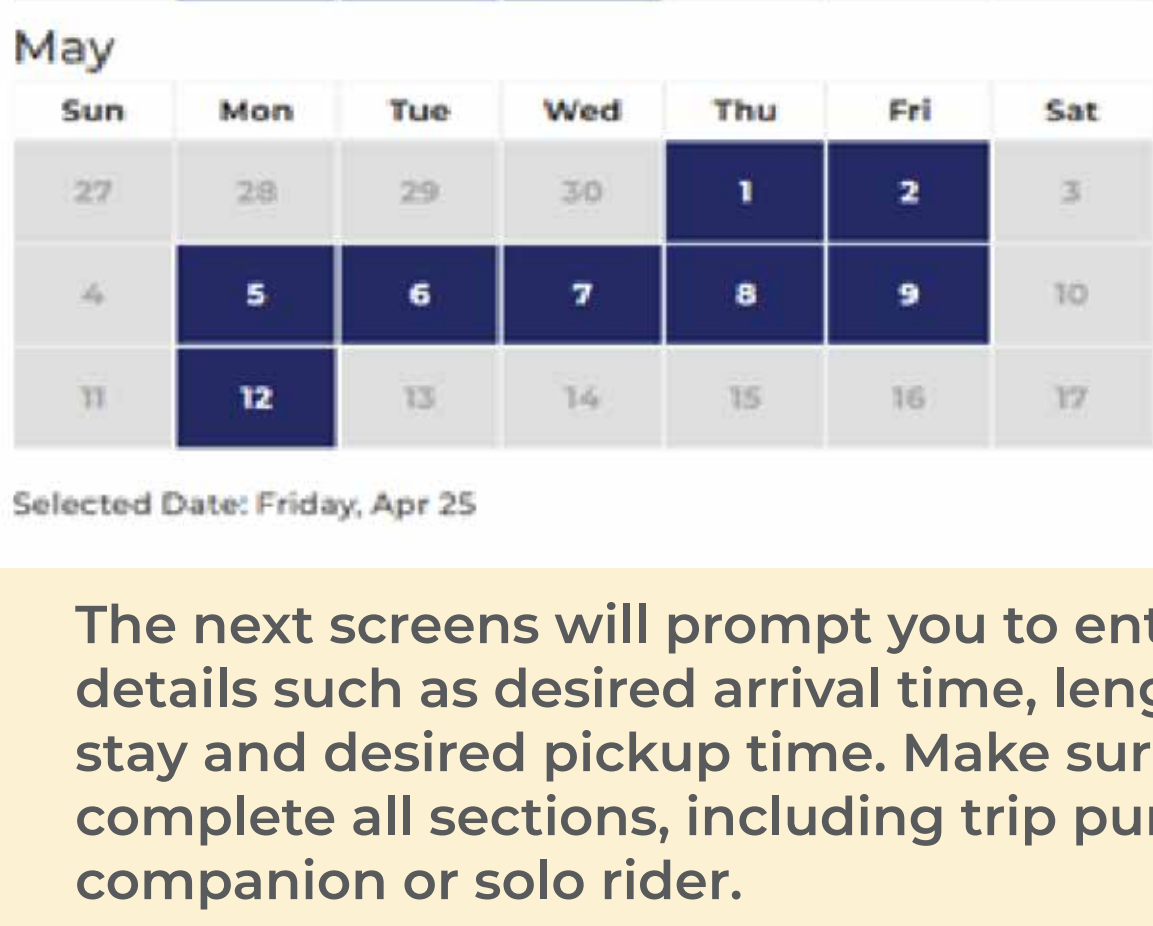 May
Sun Mon Tue Wed Thu Fri Sat
27 28 29 30 1 2 3
4 5 6 7 8 9 10
11 12 13 14 15 16 17
Selected Date: Friday, Apr 25
The next screens will prompt you to ent
details such as desired arrival time, leng
stay and desired pickup time. Make sur
complete all sections, including trip pur
companion or solo rider.